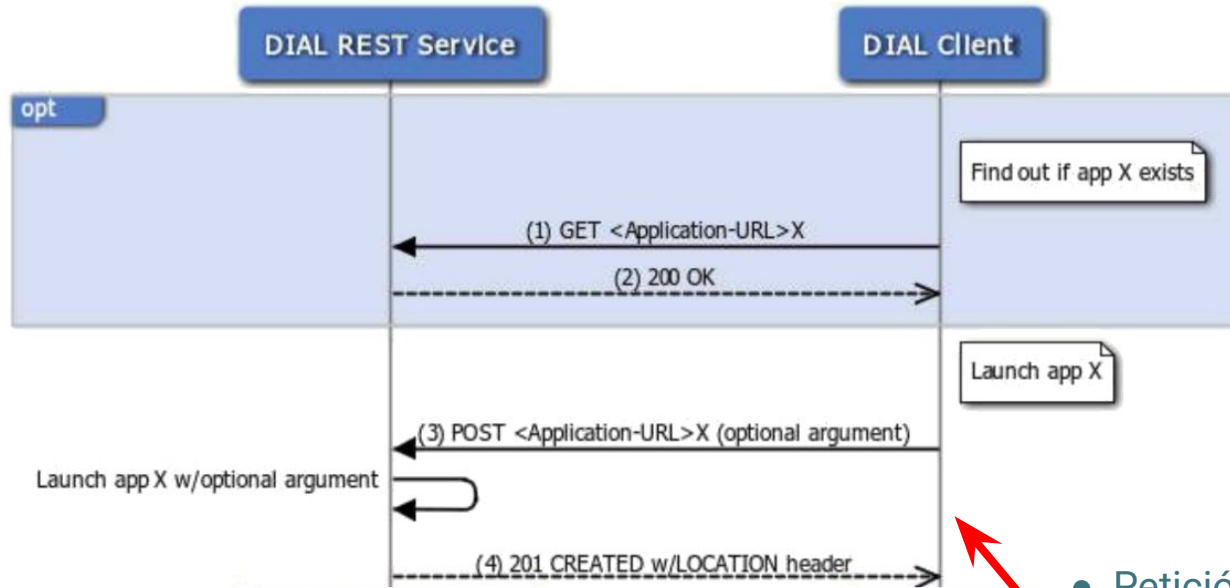 DIAL REST Service
DIAL Client
opt
Find out if app X exists
(1) GET <Application-URL>X
(2) 200 OK
Launch app X
(3) POST <Application-URL>X (optional argument)
Launch app X w/optional argument
(4) 201 CREATED w/LOCATION header